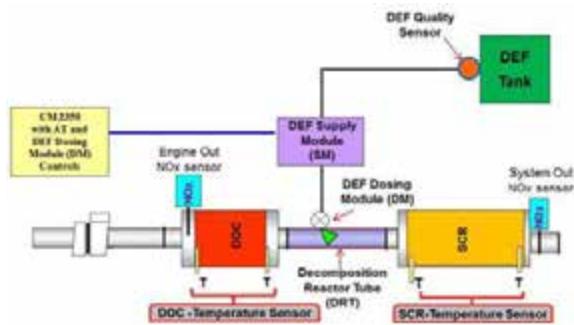 DEF Quality
Sensor
DEF
Tank
CM2350
with AT and
DEF Dosing
Module (DM)
Controls
DEF Supply
Module
(SM)
Engine Out
NOx sensor
System Out
NOx sensor
DEF Dosing
Module (DM)
NOx
NOx
DOC
SCR
T
T
T
T
Decomposition
Reactor Tube
(DRT)
DOC -Temperature Sensor
SCR-Temperature Sensor